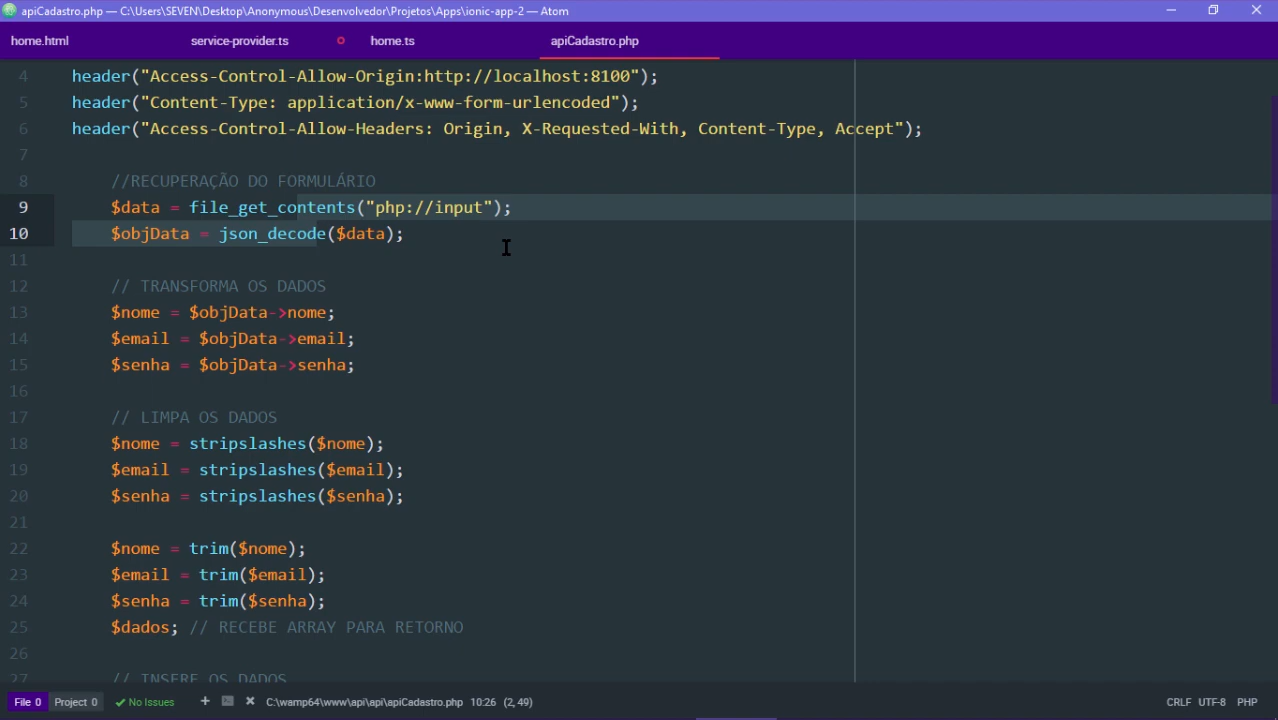 apiCadastro.php — C:\Users\SEVEN\Desktop\Anonymous\Desenvolvedor\Projetos\Apps\ionic-app-2 — Atom
home.html service-provider.ts home.ts apiCadastro.php
4 header("Access-Control-Allow-Origin:http://localhost:8100");
5 header("Content-Type: application/x-www-form-urlencoded");
6 header("Access-Control-Allow-Headers: Origin, X-Requested-With, Content-Type, Accept");
7
8 //RECUPERAÇÃO DO FORMULÁRIO
9 $data = file_get_contents("php://input");
10 $objData = json_decode($data);
11
12 // TRANSFORMA OS DADOS
13 $nome = $objData->nome;
14 $email = $objData->email;
15 $senha = $objData->senha;
16
17 // LIMPA OS DADOS
18 $nome = stripslashes($nome);
19 $email = stripslashes($email);
20 $senha = stripslashes($senha);
21
22 $nome = trim($nome);
23 $email = trim($email);
24 $senha = trim($senha);
25 $dados; // RECEBE ARRAY PARA RETORNO
26
27 // INSERE OS DADOS
File 0 Project 0 No Issues C:\wamp64\www\api\api\apiCadastro.php 10:26 (2, 49) CRLF UTF-8 PHP